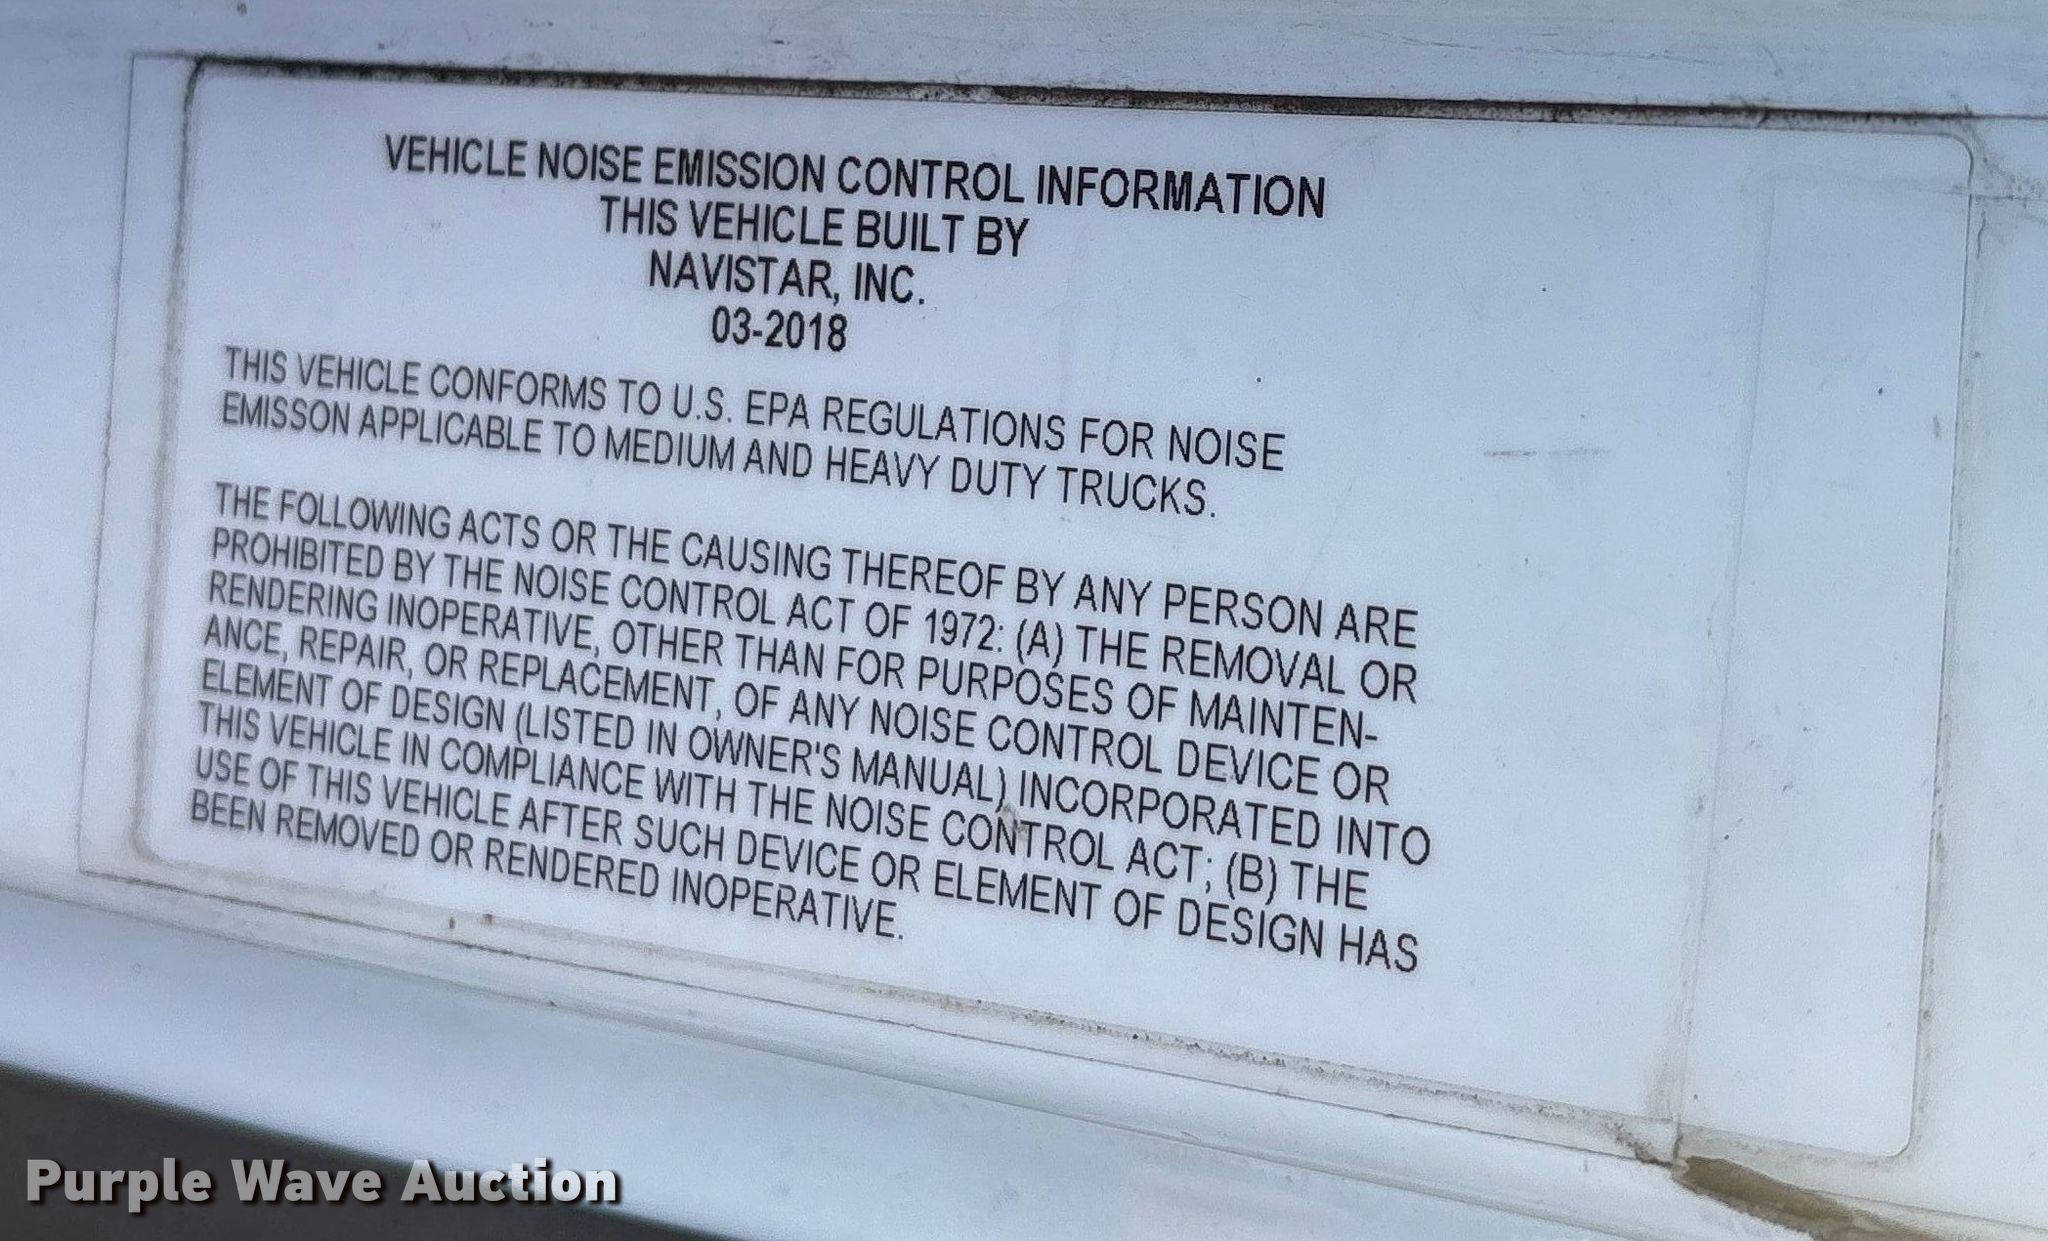 VEHICLE NOISE EMISSION CONTROL INFORMATION
THIS VEHICLE BUILT BY
NAVISTAR, INC.
03-2018
THIS VEHICLE CONFORMS TO U.S. EPA REGULATIONS FOR NOISE
EMISSON APPLICABLE TO MEDIUM AND HEAVY DUTY TRUCKS.
THE FOLLOWING ACTS OR THE CAUSING THEREOF BY ANY PERSON ARE
PROHIBITED BY THE NOISE CONTROL ACT OF 1972: (A) THE REMOVAL OR
RENDERING INOPERATIVE, OTHER THAN FOR PURPOSES OF MAINTEN-
ANCE, REPAIR, OR REPLACEMENT, OF ANY NOISE CONTROL DEVICE OR
ELEMENT OF DESIGN (LISTED IN OWNER'S MANUAL) INCORPORATED INTO
THIS VEHICLE IN COMPLIANCE WITH THE NOISE CONTROL ACT; (B) THE
USE OF THIS VEHICLE AFTER SUCH DEVICE OR ELEMENT OF DESIGN HAS
BEEN REMOVED OR RENDERED INOPERATIVE.
Purple Wave Auction